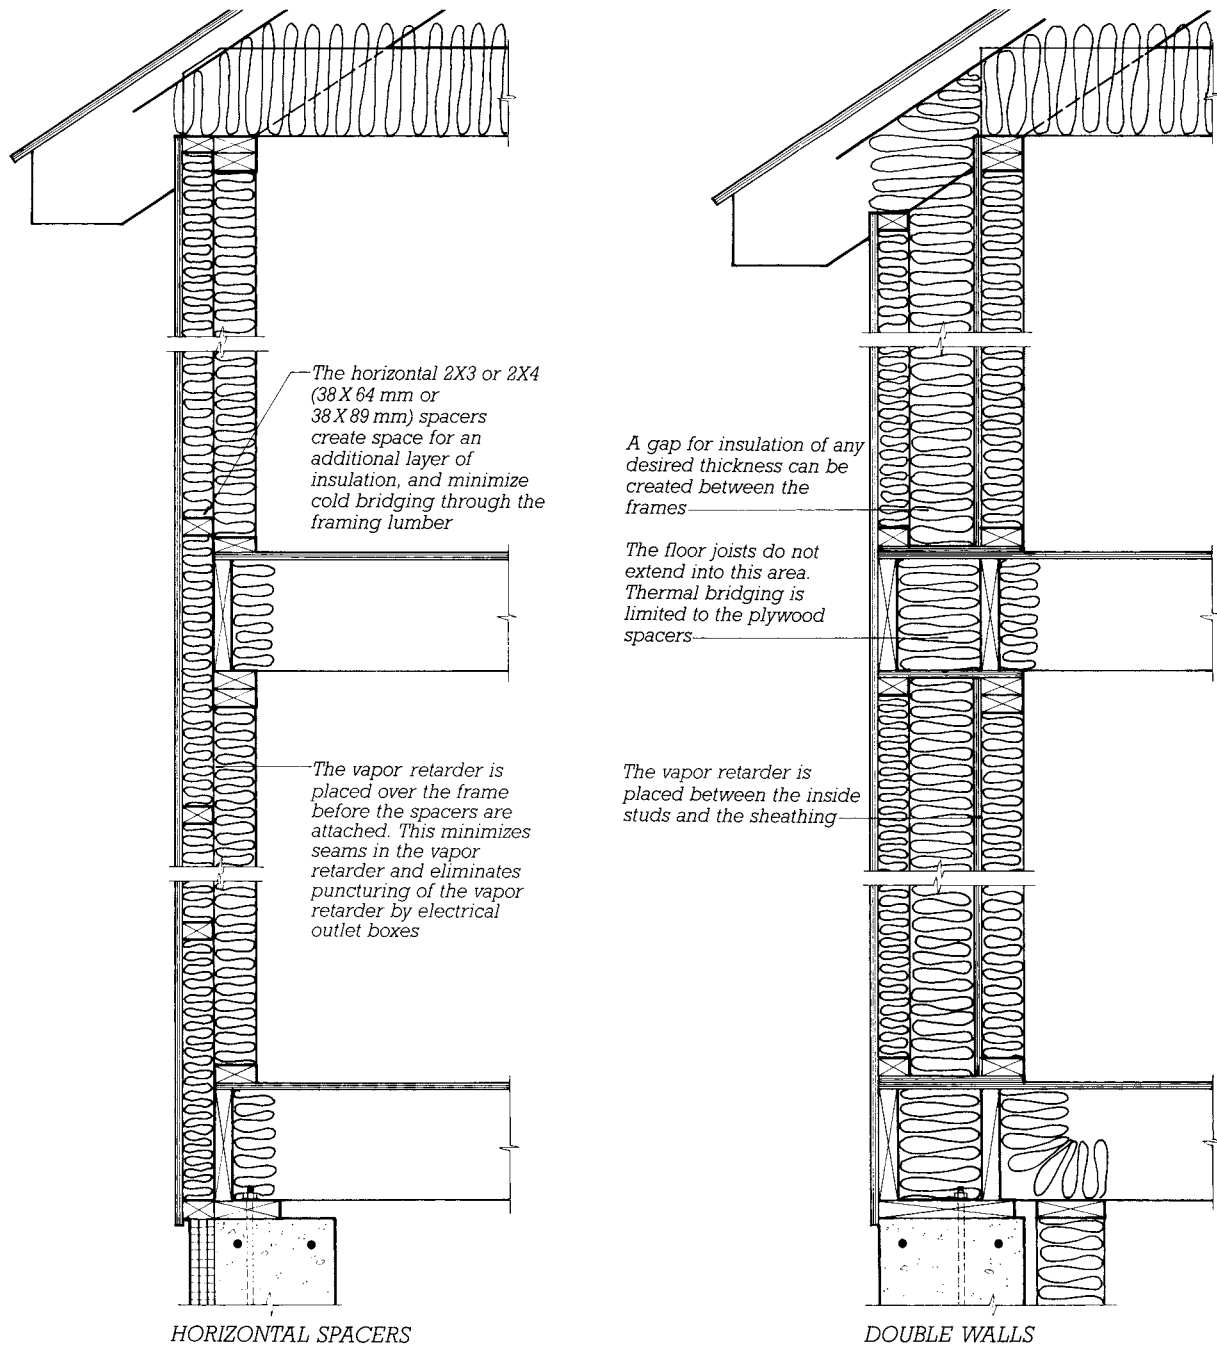 The horizontal 2X3 or 2X4
(38 X 64 mm or
38 X 89 mm) spacers
create space for an
additional layer of
insulation, and minimize
cold bridging through the
framing lumber
The vapor retarder is
placed over the frame
before the spacers are
attached. This minimizes
seams in the vapor
retarder and eliminates
puncturing of the vapor
retarder by electrical
outlet boxes
HORIZONTAL SPACERS
A gap for insulation of any
desired thickness can be
created between the
frames
The floor joists do not
extend into this area.
Thermal bridging is
limited to the plywood
spacers
The vapor retarder is
placed between the inside
studs and the sheathing
DOUBLE WALLS